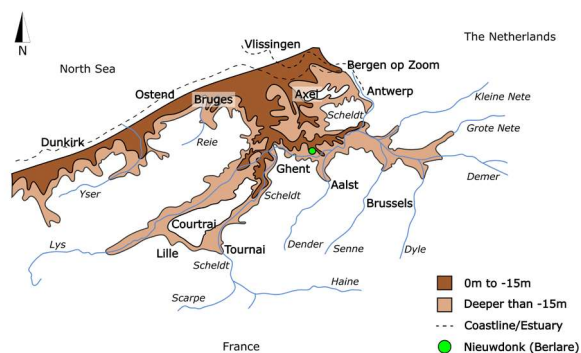 N
Vlissingen
The Netherlands
North Sea
Bergen op Zoom
Ostend
Axel
Antwerp
Bruges
Kleine Nete
Scheldt
Dunkirk
Reie
Grote Nete
Ghent
Yser
Aalst
Demer
Scheldt
Brussels
Courtrai
Lys
Lille
Tournai
Dender
Senne
Dyle
Scheldt
Haine
Scarpe
0m to -15m
Deeper than -15m
Coastline/Estuary
France
Nieuwdonk (Berlare)